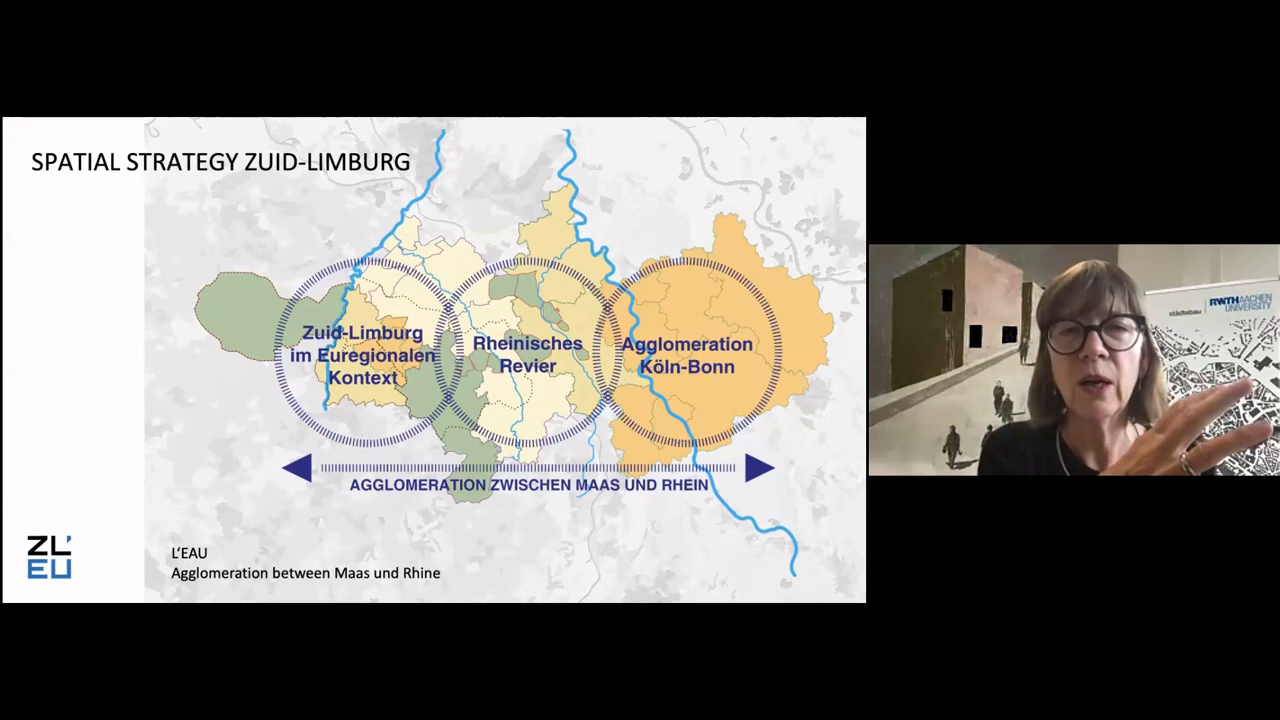 SPATIAL STRATEGY ZUID-LIMBURG
Zuid-Limburg
im Euregionalen
Kontext
Rheinisches
Revier
Agglomeration
Köln-Bonn
AGGLOMERATION ZWISCHEN MAAS UND RHEIN
ZL'
EU
L'EAU
Agglomeration between Maas und Rhine
städtebau
RWTH AACHEN
UNIVERSITY